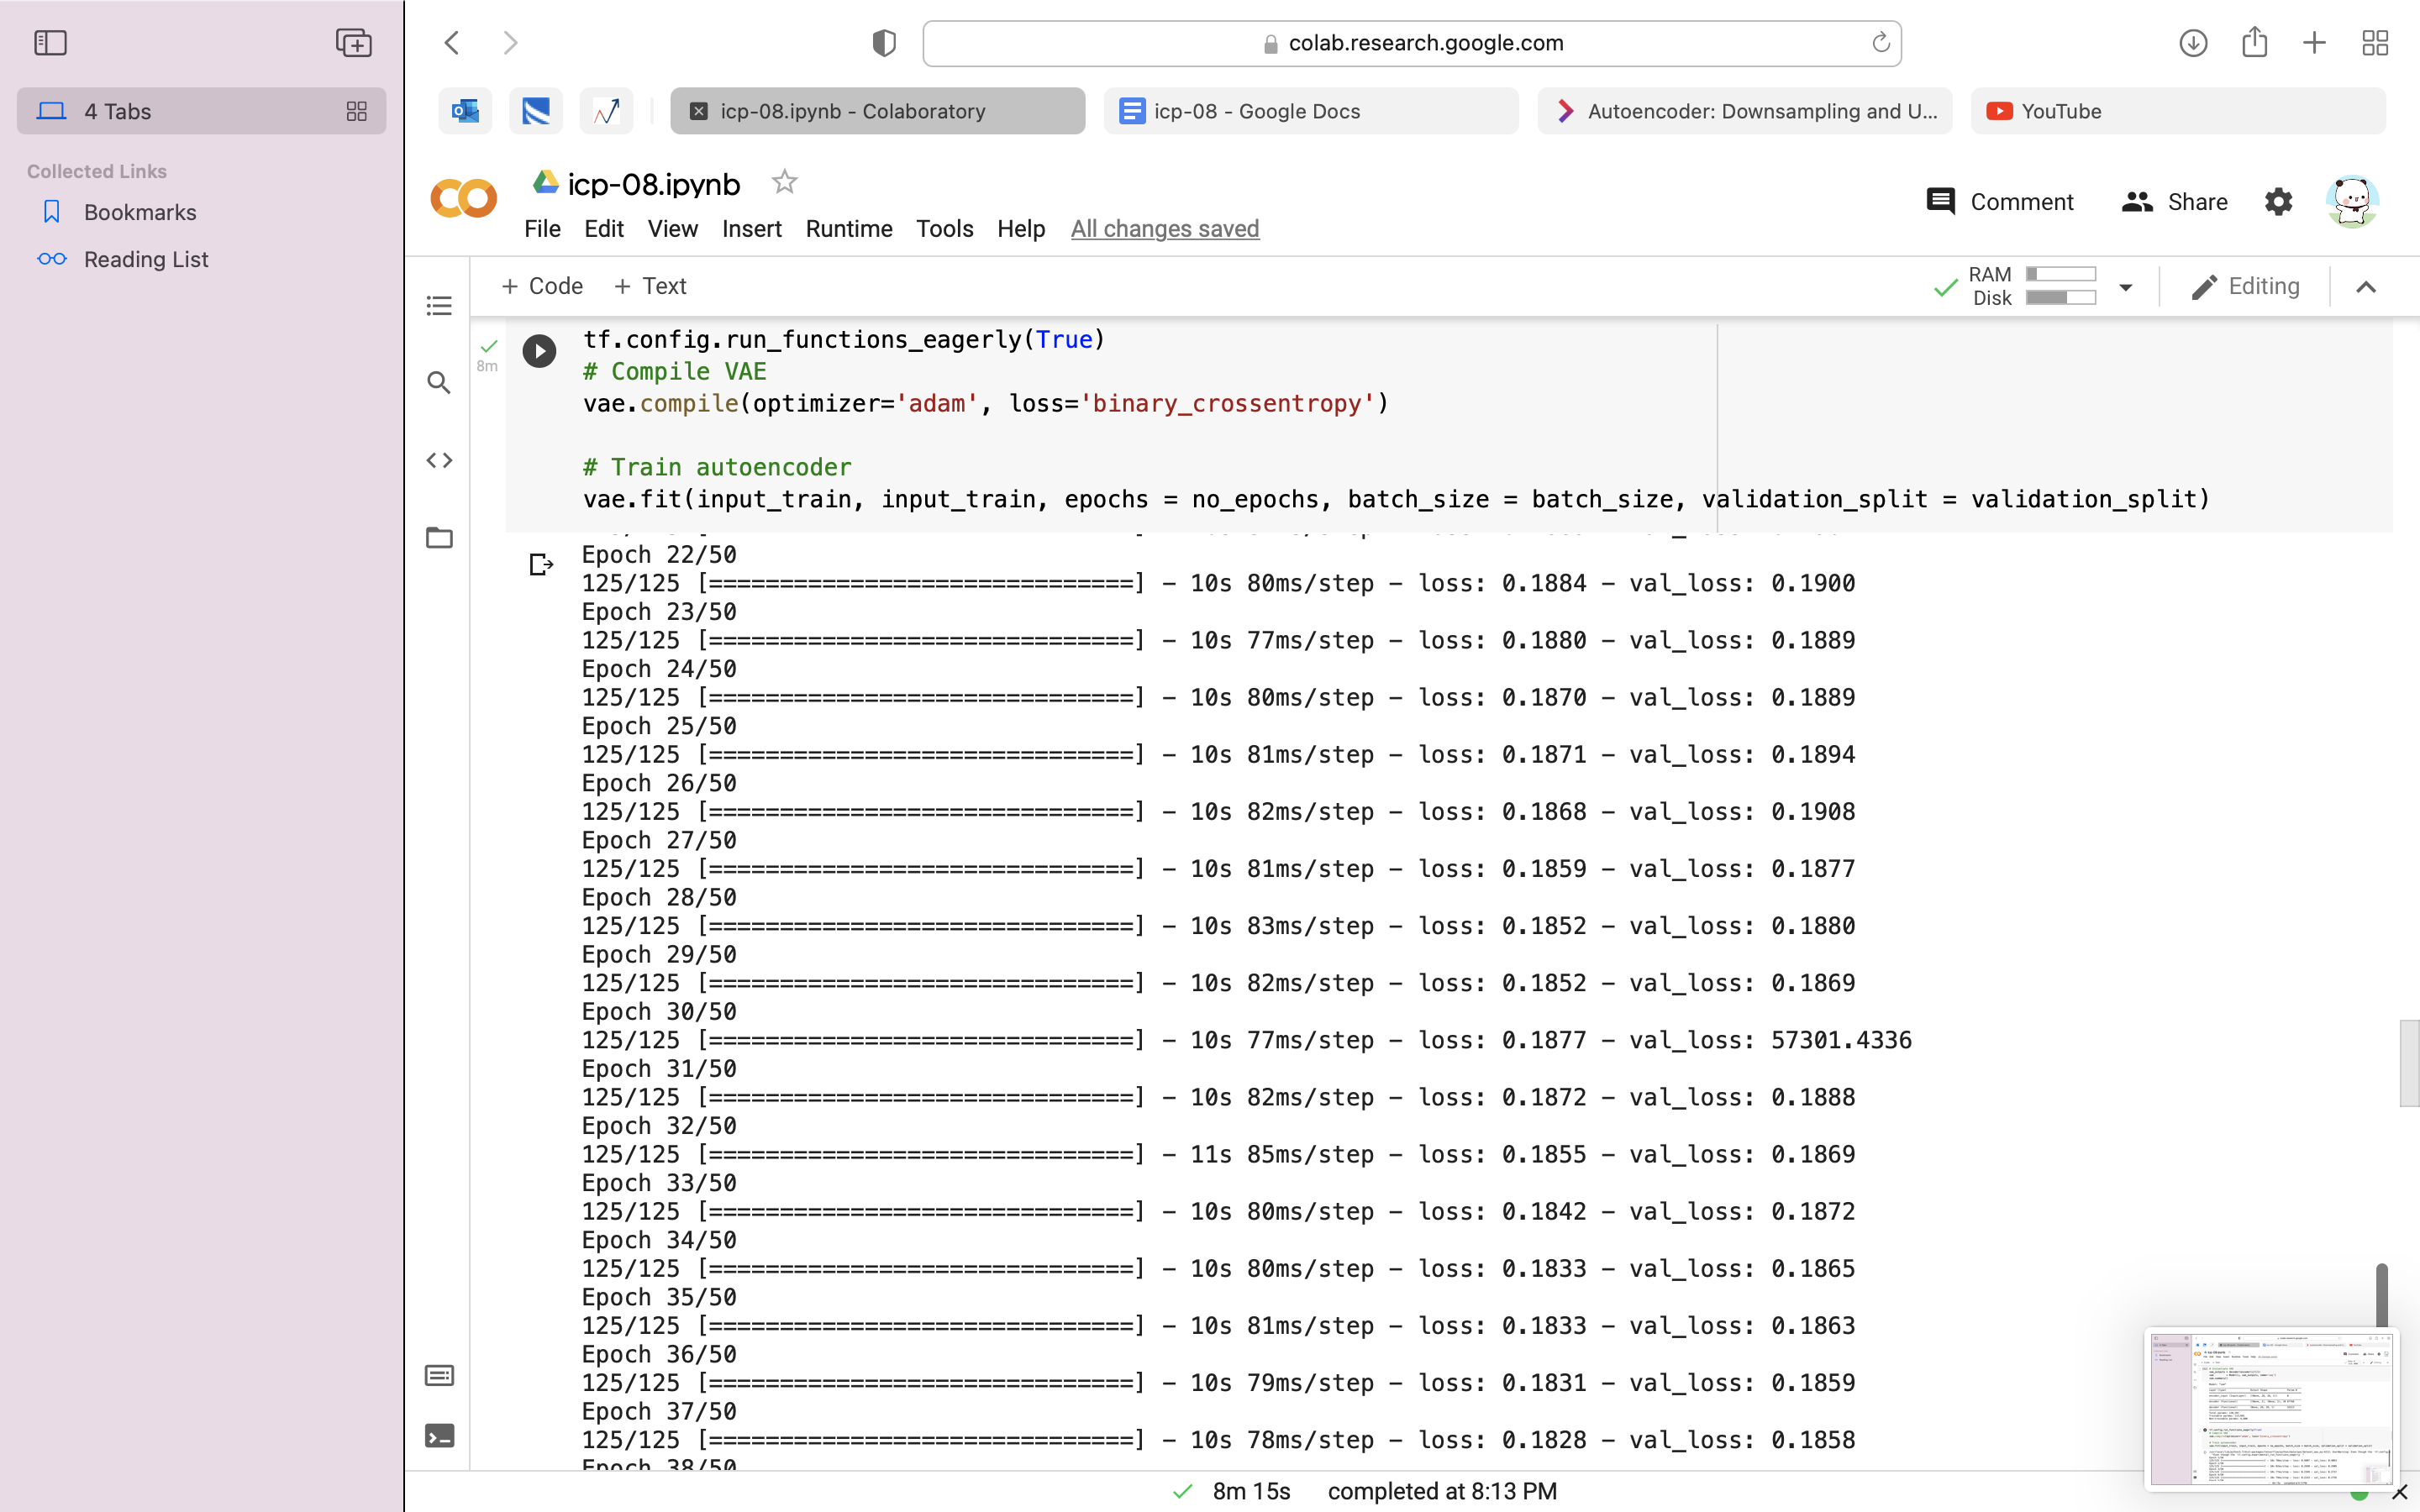 colab.research.google.com
4 Tabs
icp-08.ipynb - Colaboratory
icp-08 - Google Docs
Autoencoder: Downsampling and U...
YouTube
Collected Links
Bookmarks
Reading List
icp-08.ipynb
Comment
Share
File Edit View Insert Runtime Tools Help All changes saved
+ Code + Text
RAM
Disk
Editing
8m
tf.config.run_functions_eagerly(True)
# Compile VAE
vae.compile(optimizer='adam', loss='binary_crossentropy')
# Train autoencoder
vae.fit(input_train, input_train, epochs = no_epochs, batch_size = batch_size, validation_split = validation_split)
Epoch 22/50
125/125 [==============================] - 10s 80ms/step - loss: 0.1884 - val_loss: 0.1900
Epoch 23/50
125/125 [==============================] - 10s 77ms/step - loss: 0.1880 - val_loss: 0.1889
Epoch 24/50
125/125 [==============================] - 10s 80ms/step - loss: 0.1870 - val_loss: 0.1889
Epoch 25/50
125/125 [==============================] - 10s 81ms/step - loss: 0.1871 - val_loss: 0.1894
Epoch 26/50
125/125 [==============================] - 10s 82ms/step - loss: 0.1868 - val_loss: 0.1908
Epoch 27/50
125/125 [==============================] - 10s 81ms/step - loss: 0.1859 - val_loss: 0.1877
Epoch 28/50
125/125 [==============================] - 10s 83ms/step - loss: 0.1852 - val_loss: 0.1880
Epoch 29/50
125/125 [==============================] - 10s 82ms/step - loss: 0.1852 - val_loss: 0.1869
Epoch 30/50
125/125 [==============================] - 10s 77ms/step - loss: 0.1877 - val_loss: 57301.4336
Epoch 31/50
125/125 [==============================] - 10s 82ms/step - loss: 0.1872 - val_loss: 0.1888
Epoch 32/50
125/125 [==============================] - 11s 85ms/step - loss: 0.1855 - val_loss: 0.1869
Epoch 33/50
125/125 [==============================] - 10s 80ms/step - loss: 0.1842 - val_loss: 0.1872
Epoch 34/50
125/125 [==============================] - 10s 80ms/step - loss: 0.1833 - val_loss: 0.1865
Epoch 35/50
125/125 [==============================] - 10s 81ms/step - loss: 0.1833 - val_loss: 0.1863
Epoch 36/50
125/125 [==============================] - 10s 79ms/step - loss: 0.1831 - val_loss: 0.1859
Epoch 37/50
125/125 [==============================] - 10s 78ms/step - loss: 0.1828 - val_loss: 0.1858
Epoch 38/50
8m 15s completed at 8:13 PM